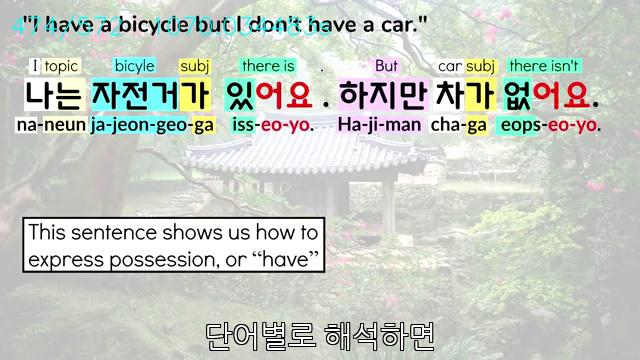 "I have a bicycle but I don't have a car."
I topic bicyle subj there is . But car subj there isn't
나는 자전거가 있어요 . 하지만 차가 없어요.
na-neun ja-jeon-geo-ga iss-eo-yo. Ha-ji-man cha-ga eops-eo-yo.
This sentence shows us how to
express possession, or “have”
단어별로 해석하면